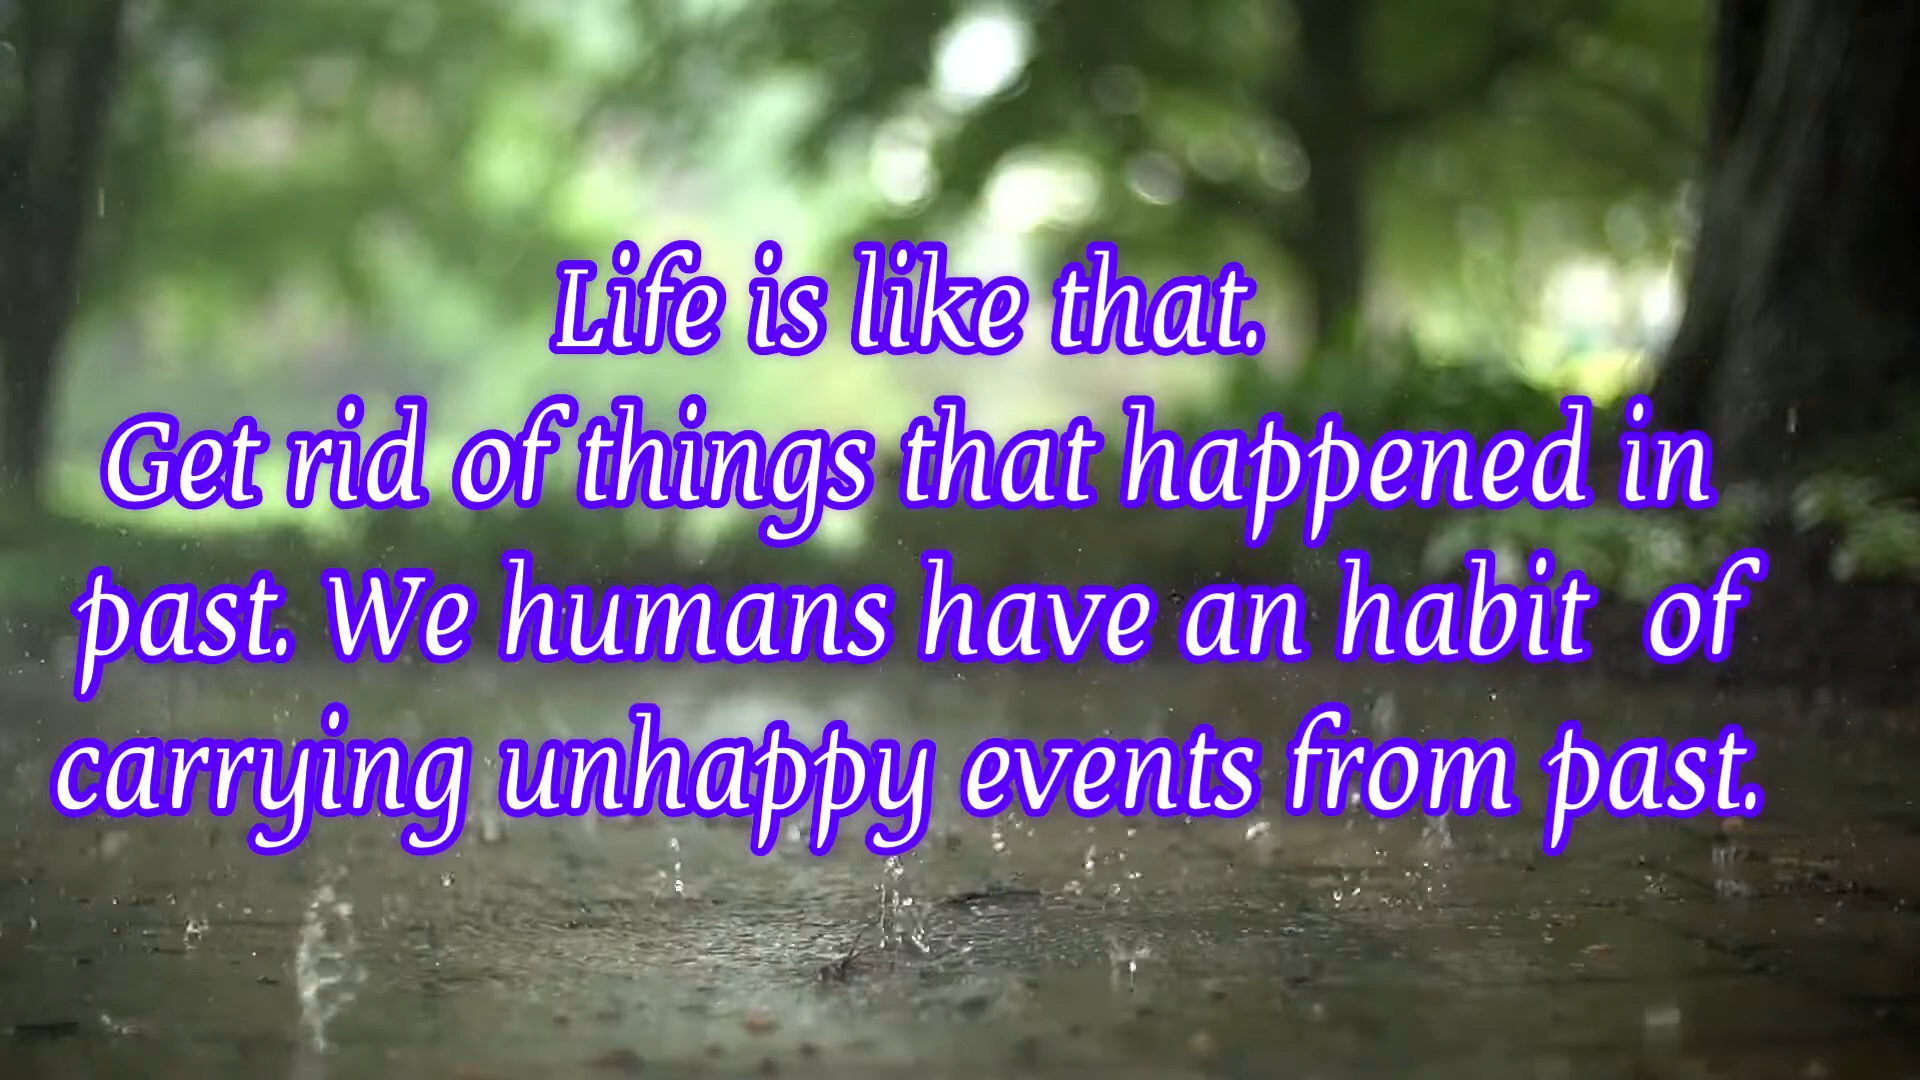 Life is like that.
Get rid of things that happened in
past. We humans have an habit  of
carrying unhappy events from past.